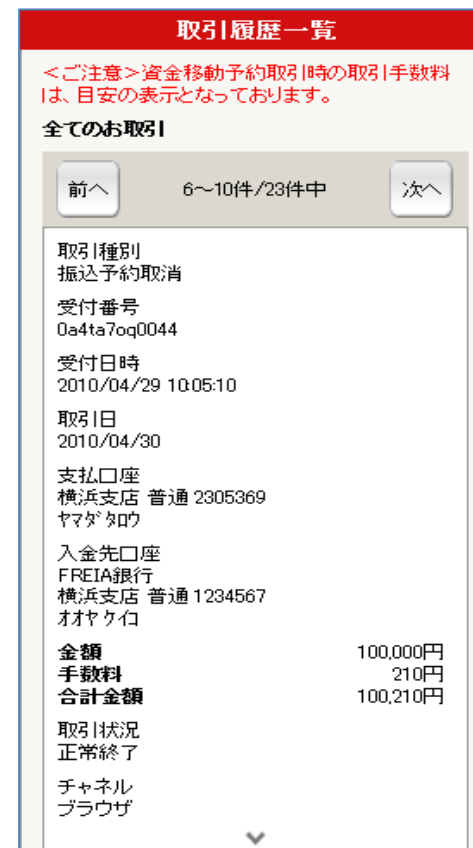 取引履歴一覧
<ご注意>資金移動予約取引時の取引手数料
は、目安の表示となっております。
全てのお取引
前へ
6～10件/23件中
次へ
取引種別
振込予約取消
受付番号
0a4ta7oq0044
受付日時
2010/04/29 10:05:10
取引日
2010/04/30
支払口座
横浜支店 普通 2305369
ヤマダ タロウ
入金先口座
FREIA銀行
横浜支店 普通 1234567
オオヤ ケイコ
金額 100,000円
手数料 210円
合計金額 100,210円
取引状況
正常終了
チャネル
ブラウザ